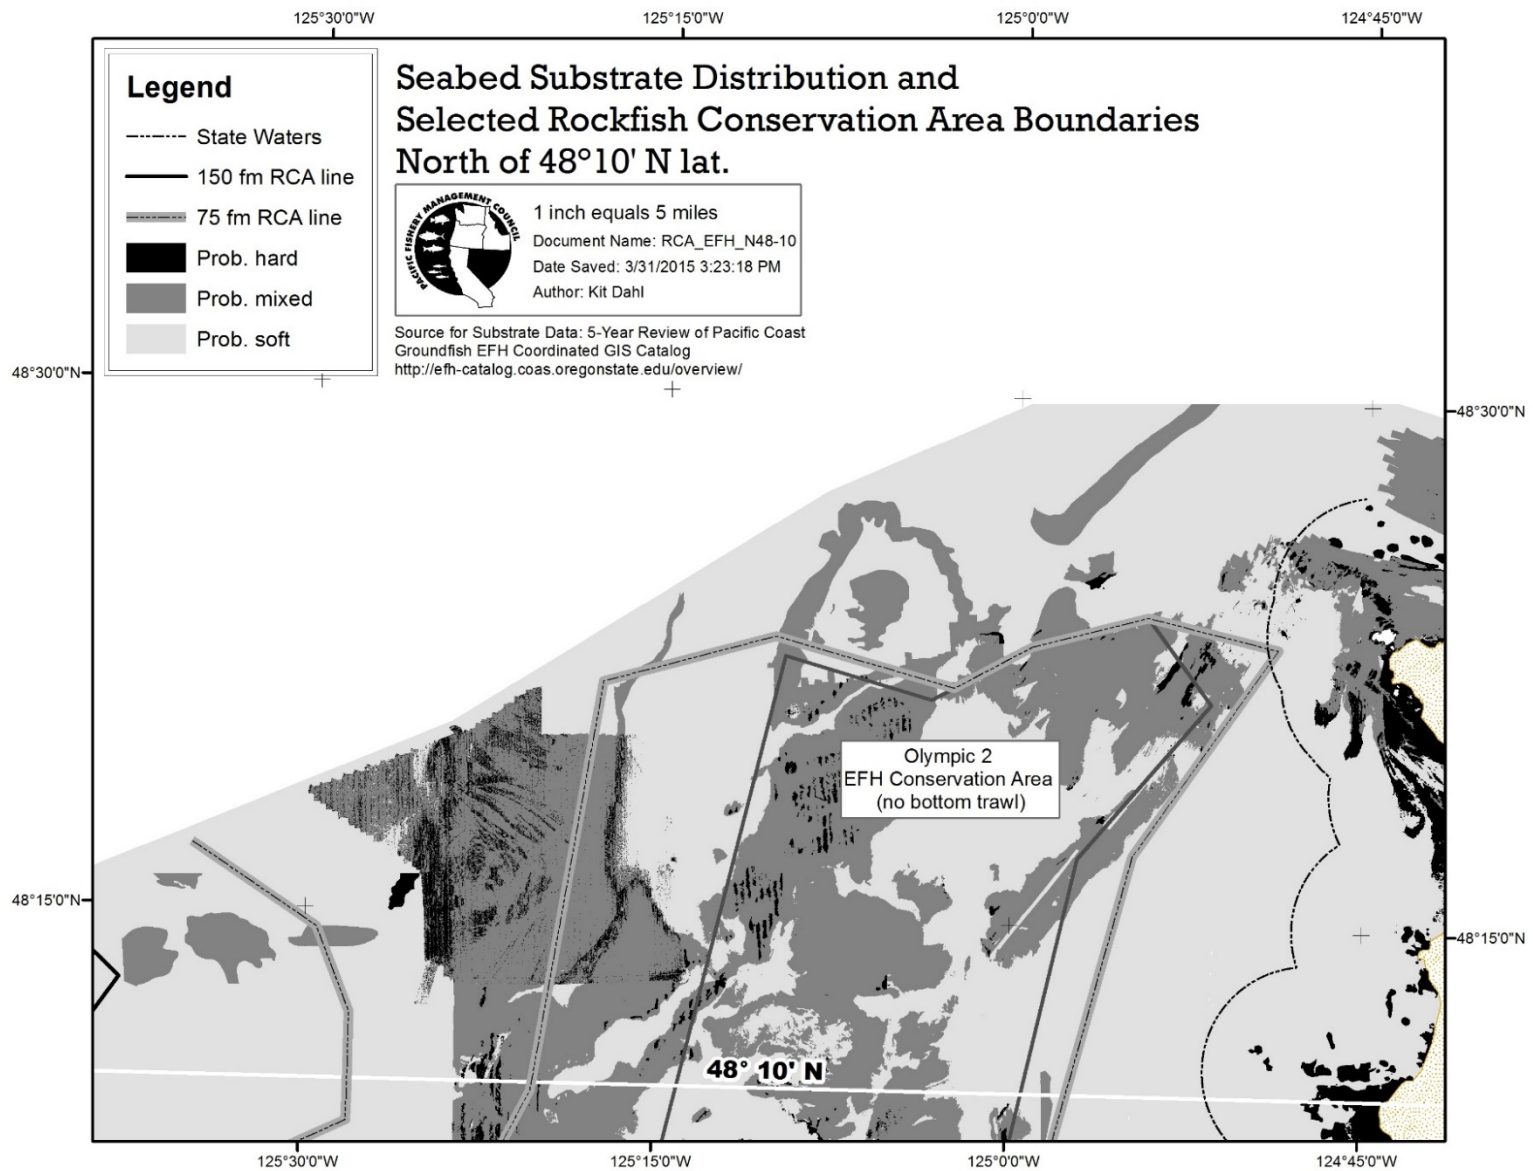 125°30'0"W 125°15'0"W 125°0'0"W 124°45'0"W
Legend
State Waters
150 fm RCA line
75 fm RCA line
Prob. hard
Prob. mixed
Prob. soft
Seabed Substrate Distribution and
Selected Rockfish Conservation Area Boundaries
North of 48°10' N lat.
PACIFIC FISHERY MANAGEMENT COUNCIL
1 inch equals 5 miles
Document Name: RCA_EFH_N48-10
Date Saved: 3/31/2015 3:23:18 PM
Author: Kit Dahl
Source for Substrate Data: 5-Year Review of Pacific Coast
Groundfish EFH Coordinated GIS Catalog
http://efh-catalog.coas.oregonstate.edu/overview/
48°30'0"N
48°30'0"N
Olympic 2
EFH Conservation Area
(no bottom trawl)
48°15'0"N
48°15'0"N
48° 10' N
125°30'0"W 125°15'0"W 125°0'0"W 124°45'0"W